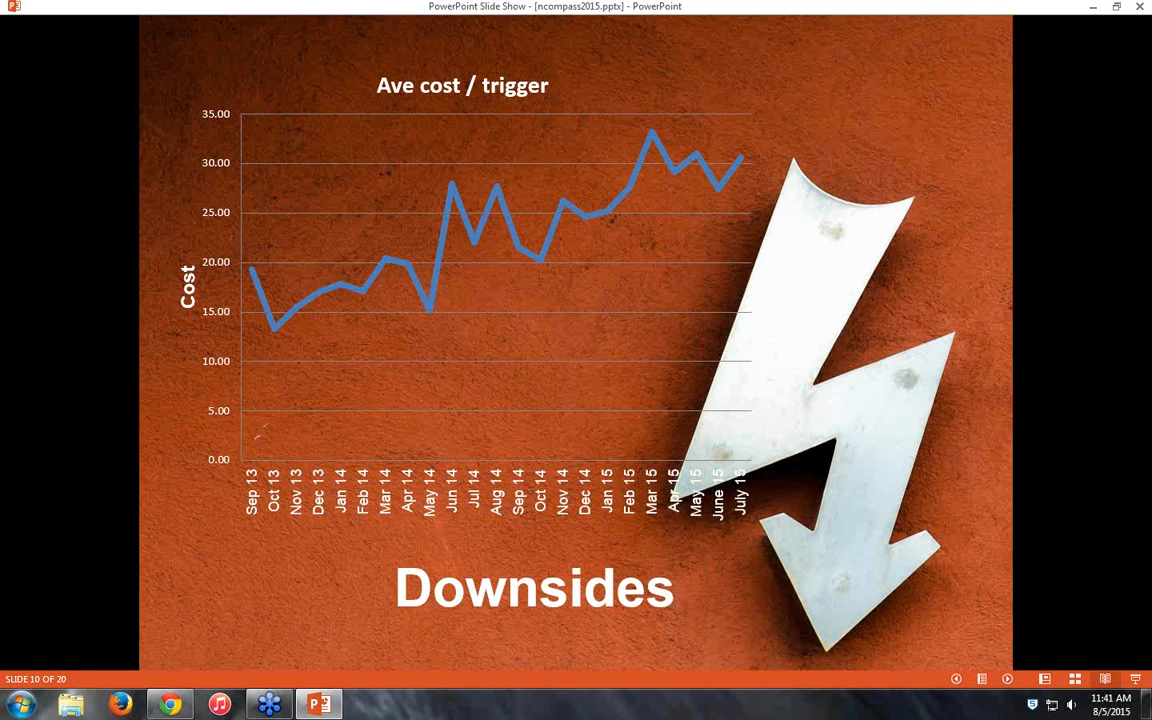 PowerPoint Slide Show - [ncompass2015.pptx] - PowerPoint
Ave cost / trigger
35.00
30.00
25.00
20.00
15.00
10.00
5.00
0.00
Cost
Sep 13
Oct 13
Nov 13
Dec 13
Jan 14
Feb 14
Mar 14
Apr 14
May 14
Jun 14
Jul 14
Aug 14
Sep 14
Oct 14
Nov 14
Dec 14
Jan 15
Feb 15
Mar 15
Apr 15
May 15
June 15
July 15
Downsides
SLIDE 10 OF 20
11:41 AM
8/5/2015